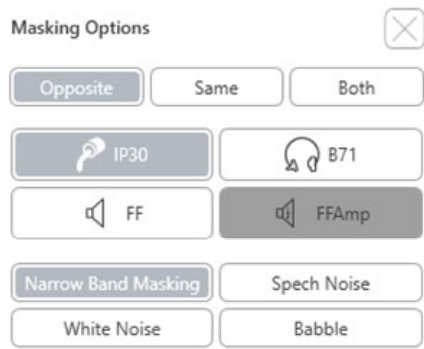 Masking Options
Opposite Same Both
IP30 B71
FF FFAmp
Narrow Band Masking Spech Noise
White Noise Babble